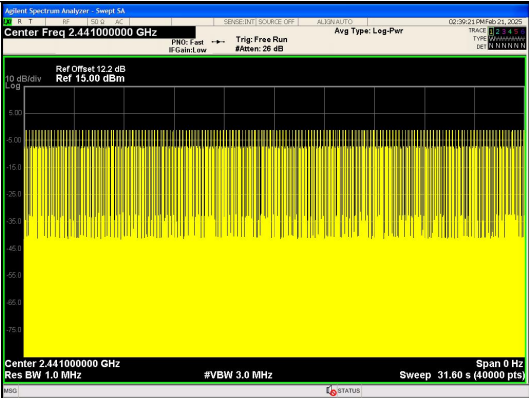 Agilent Spectrum Analyzer - Swept SA
R T RF 50 Ω AC SENSE:INT SOURCE OFF ALIGN AUTO 02:39:21 PM Feb 21, 2025
Center Freq 2.441000000 GHz
Avg Type: Log-Pwr
TRACE 1 2 3 4 5 6
PNO: Fast Trig: Free Run
TYPE
IFGain:Low #Atten: 26 dB
DET N N N N N N
Ref Offset 12.2 dB
10 dB/div Ref 15.00 dBm
Log
5.00
-5.00
-15.0
-25.0
-35.0
-45.0
-55.0
-65.0
-75.0
Center 2.441000000 GHz Span 0 Hz
Res BW 1.0 MHz #VBW 3.0 MHz Sweep 31.60 s (40000 pts)
MSG STATUS